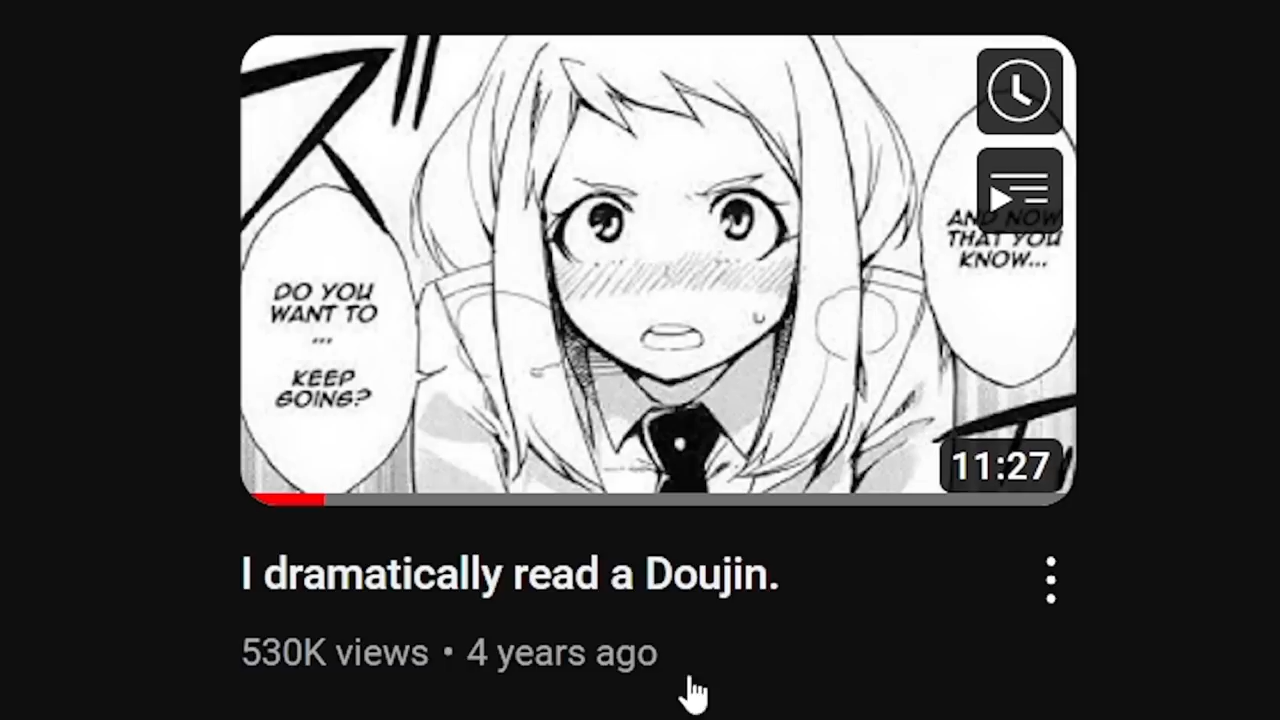 DO YOU
WANT TO
...
KEEP
GOING?
AND NOW
THAT YOU
KNOW...
11:27
I dramatically read a Doujin.
530K views • 4 years ago